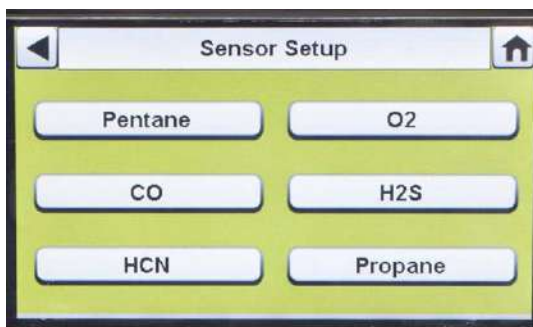 Sensor Setup
Pentane
O2
CO
H2S
HCN
Propane